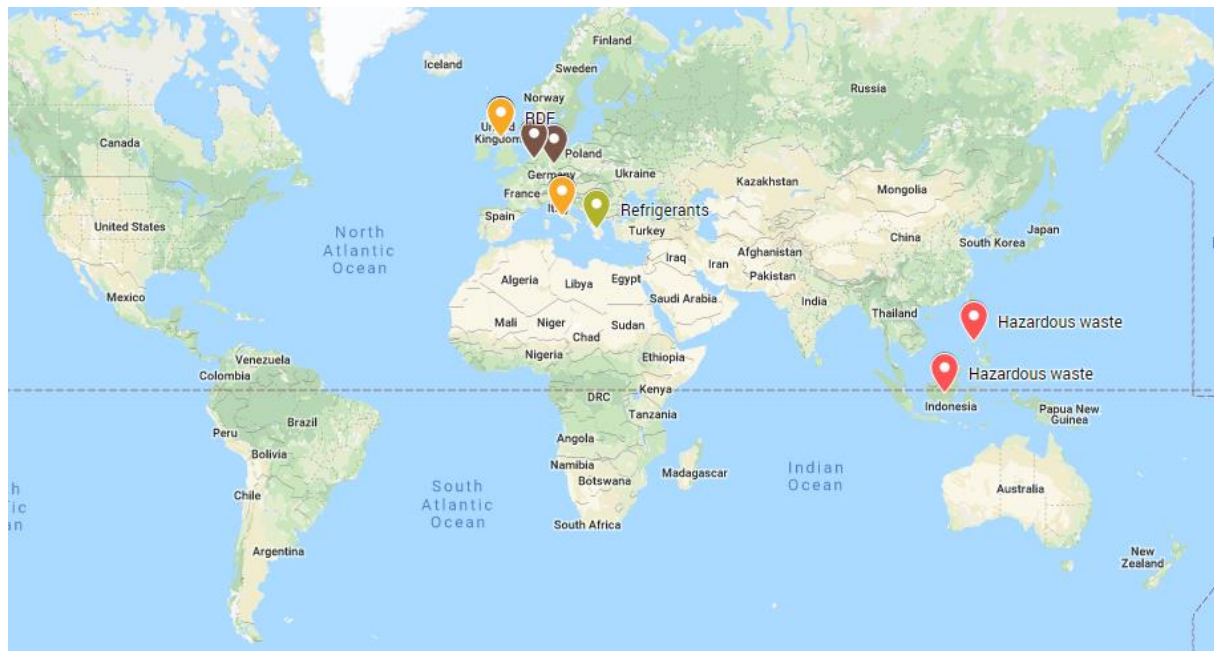 Finland
Iceland
Sweden
Russia
Norway
RDF
Canada
United
Kingdom
Poland
Germany
Ukraine
France
Kazakhstan
Mongolia
Spain
Refrigerants
Turkey
United States
North
Atlantic
Ocean
Japan
China
South Korea
Afghanistan
Iraq
Iran
Pakistan
Algeria
Libya
Egypt
Saudi Arabia
Mexico
India
Thailand
Mali
Niger
Sudan
Chad
Hazardous waste
Nigeria
Ethiopia
Venezuela
Colombia
Hazardous waste
Kenya
DRC
Indonesia
Papua New
Guinea
Tanzania
Brazil
Peru
Angola
Bolivia
Namibia
Botswana
Madagascar
Indian
Ocean
South
Atlantic
Ocean
Chile
Australia
South Africa
Argentina
New
Zealand